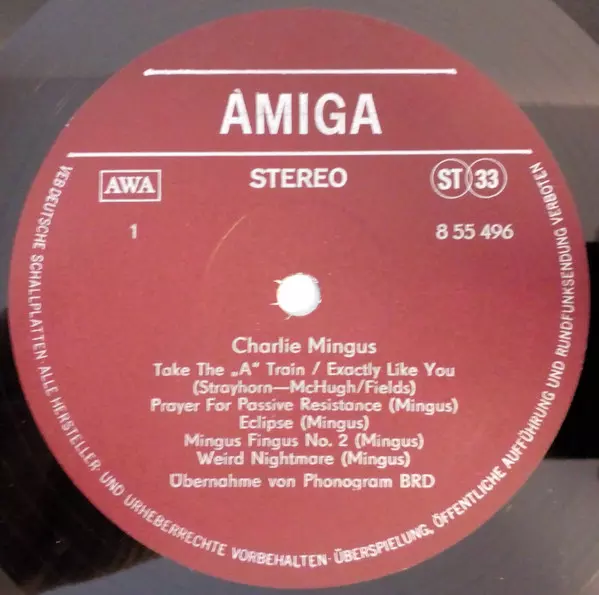 AMIGA
AWA
STEREO
ST 33
1
8 55 496
Charlie Mingus
Take The „A“ Train / Exactly Like You
(Strayhorn—McHugh/Fields)
Prayer For Passive Resistance (Mingus)
Eclipse (Mingus)
Mingus Fingus No. 2 (Mingus)
Weird Nightmare (Mingus)
Übernahme von Phonogram BRD
VEB DEUTSCHE SCHALLPLATTEN · ALLE HERSTELLER- UND URHEBERRECHTE VORBEHALTEN · ÜBERSPIELUNG, ÖFFENTLICHE AUFFÜHRUNG UND RUNDFUNKSENDUNG VERBOTEN